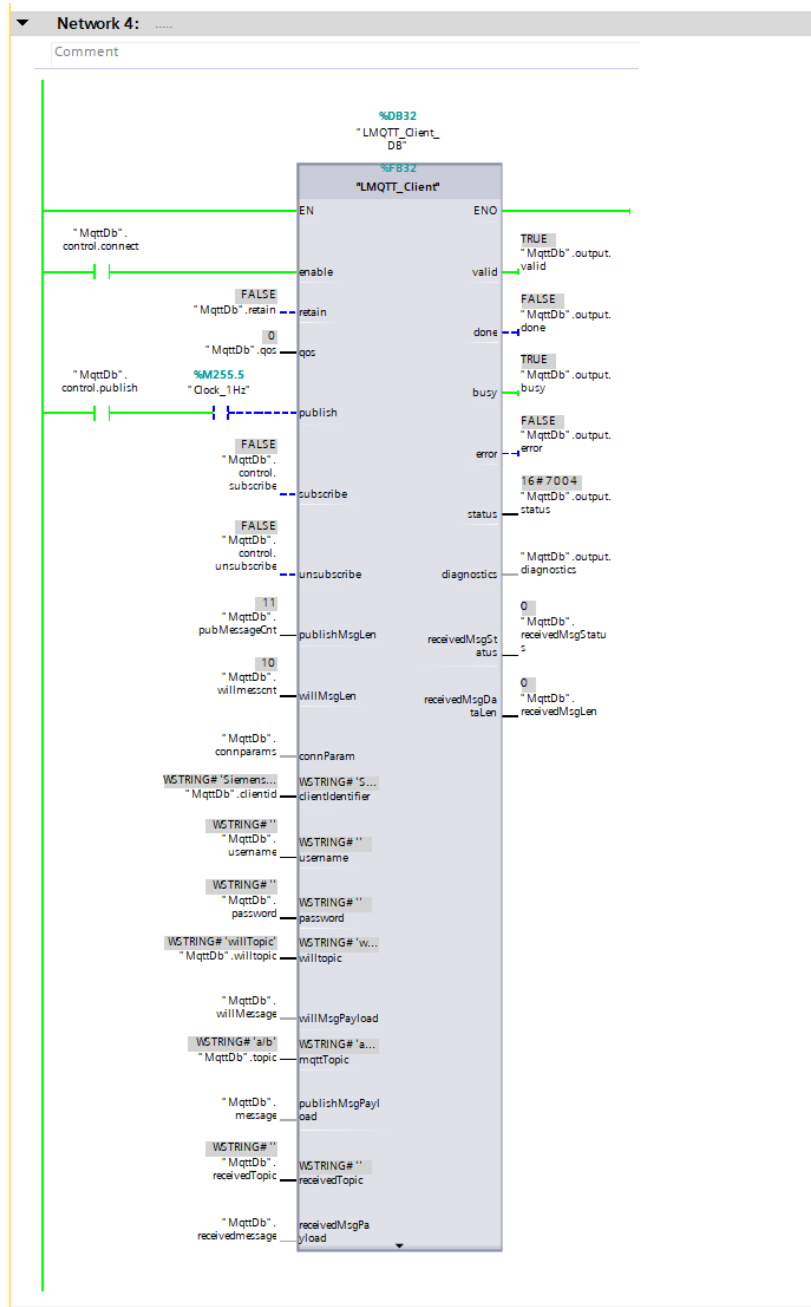 Network 4: .....
Comment
%DB32
"LMQTT_Client_
DB"
%FB32
"LMQTT_Client"
EN
ENO
"MqttDb".
control.connect
enable
TRUE
"MqttDb".output.
valid
valid
FALSE
"MqttDb".retain
retain
FALSE
"MqttDb".output.
done
done
0
"MqttDb".qos
qos
TRUE
"MqttDb".output.
busy
busy
"MqttDb".
control.publish
%M255.5
"Clock_1Hz"
publish
FALSE
"MqttDb".output.
error
error
FALSE
"MqttDb".
control.
subscribe
subscribe
16#7004
"MqttDb".output.
status
status
FALSE
"MqttDb".
control.
unsubscribe
unsubscribe
diagnostics
"MqttDb".output.
diagnostics
11
"MqttDb".
pubMessageCnt
publishMsgLen
receivedMsgSt
atus
0
"MqttDb".
receivedMsgStatu
s
10
"MqttDb".
willmesscnt
willMsgLen
receivedMsgDa
taLen
0
"MqttDb".
receivedMsgLen
"MqttDb".
connparams
connParam
WSTRING#'Siemens...
"MqttDb".clientid
WSTRING#'S...
clientIdentifier
WSTRING#''
"MqttDb".
username
WSTRING#''
username
WSTRING#''
"MqttDb".
password
WSTRING#''
password
WSTRING#'willTopic'
"MqttDb".willtopic
WSTRING#'w...
willtopic
"MqttDb".
willMessage
willMsgPayload
WSTRING#'a/b'
"MqttDb".topic
WSTRING#'a...
mqttTopic
"MqttDb".
message
publishMsgPayl
oad
WSTRING#''
"MqttDb".
receivedTopic
WSTRING#''
receivedTopic
"MqttDb".
receivedmessage
receivedMsgPa
yload